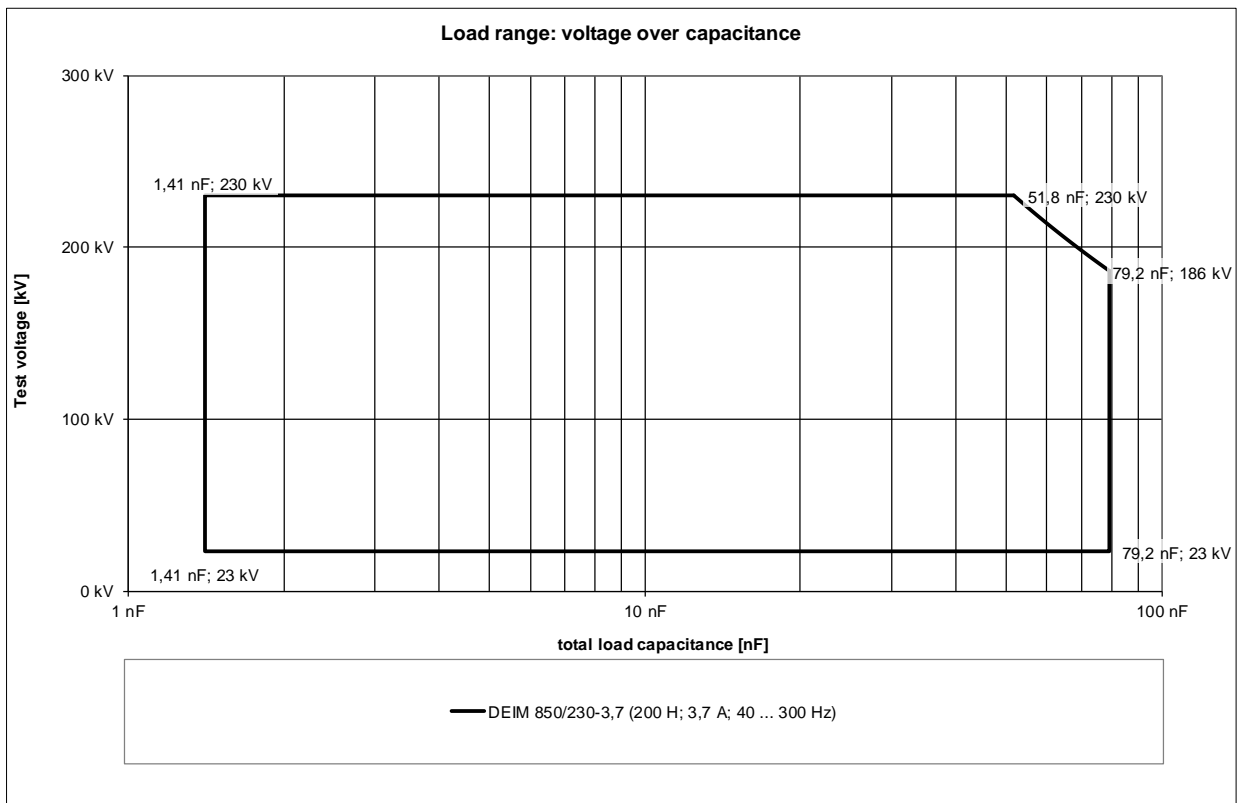 Load range: voltage over capacitance
300 kV
1,41 nF; 230 kV
51,8 nF; 230 kV
200 kV
79,2 nF; 186 kV
Test voltage [kV]
100 kV
79,2 nF; 23 kV
1,41 nF; 23 kV
0 kV
1 nF
10 nF
100 nF
total load capacitance [nF]
DEIM 850/230-3,7 (200 H; 3,7 A; 40 ... 300 Hz)